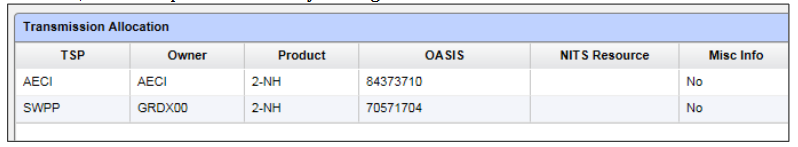 Transmission Allocation
TSP Owner Product OASIS NITS Resource Misc Info
AECI AECI 2-NH 84373710 No
SWPP GRDX00 2-NH 70571704 No